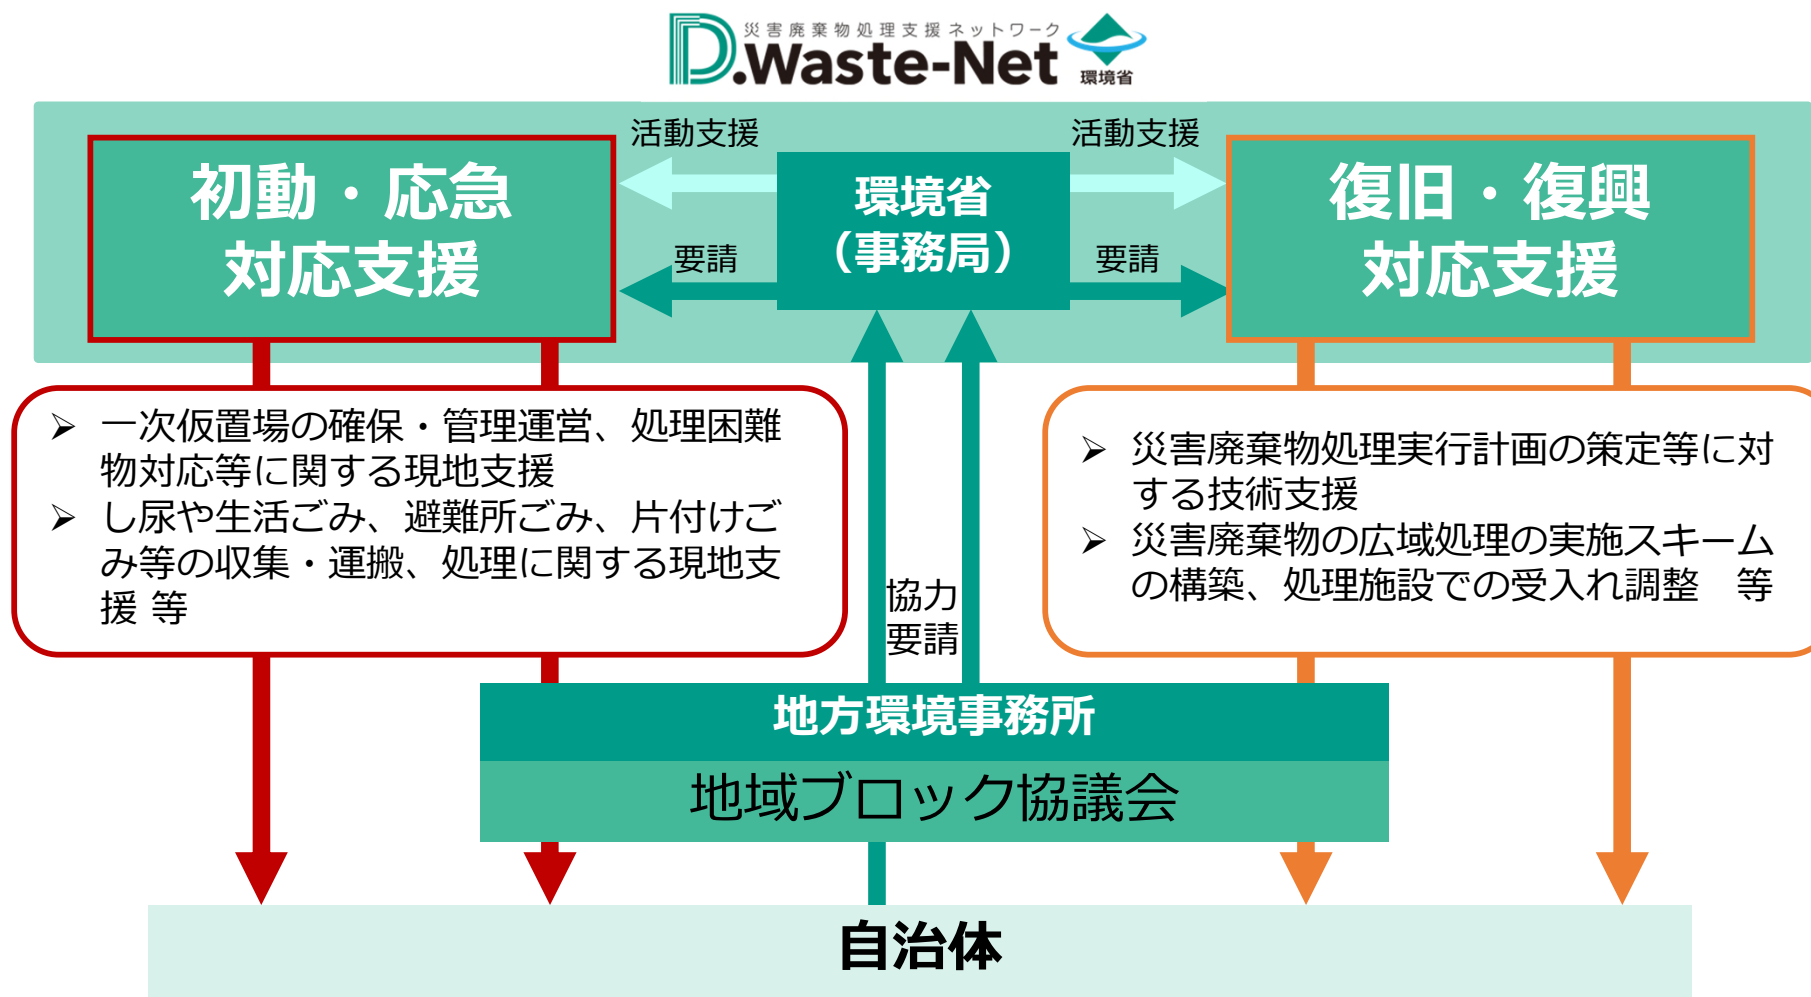 災害廃棄物処理支援ネットワーク
D.Waste-Net
環境省
活動支援
活動支援
初動・応急
対応支援
環境省
（事務局）
復旧・復興
対応支援
要請
要請
➢ 一次仮置場の確保・管理運営、処理困難
物対応等に関する現地支援
➢ し尿や生活ごみ、避難所ごみ、片付けご
み等の収集・運搬、処理に関する現地支
援 等
➢ 災害廃棄物処理実行計画の策定等に対
する技術支援
➢ 災害廃棄物の広域処理の実施スキーム
の構築、処理施設での受入れ調整　等
協力
要請
地方環境事務所
地域ブロック協議会
自治体